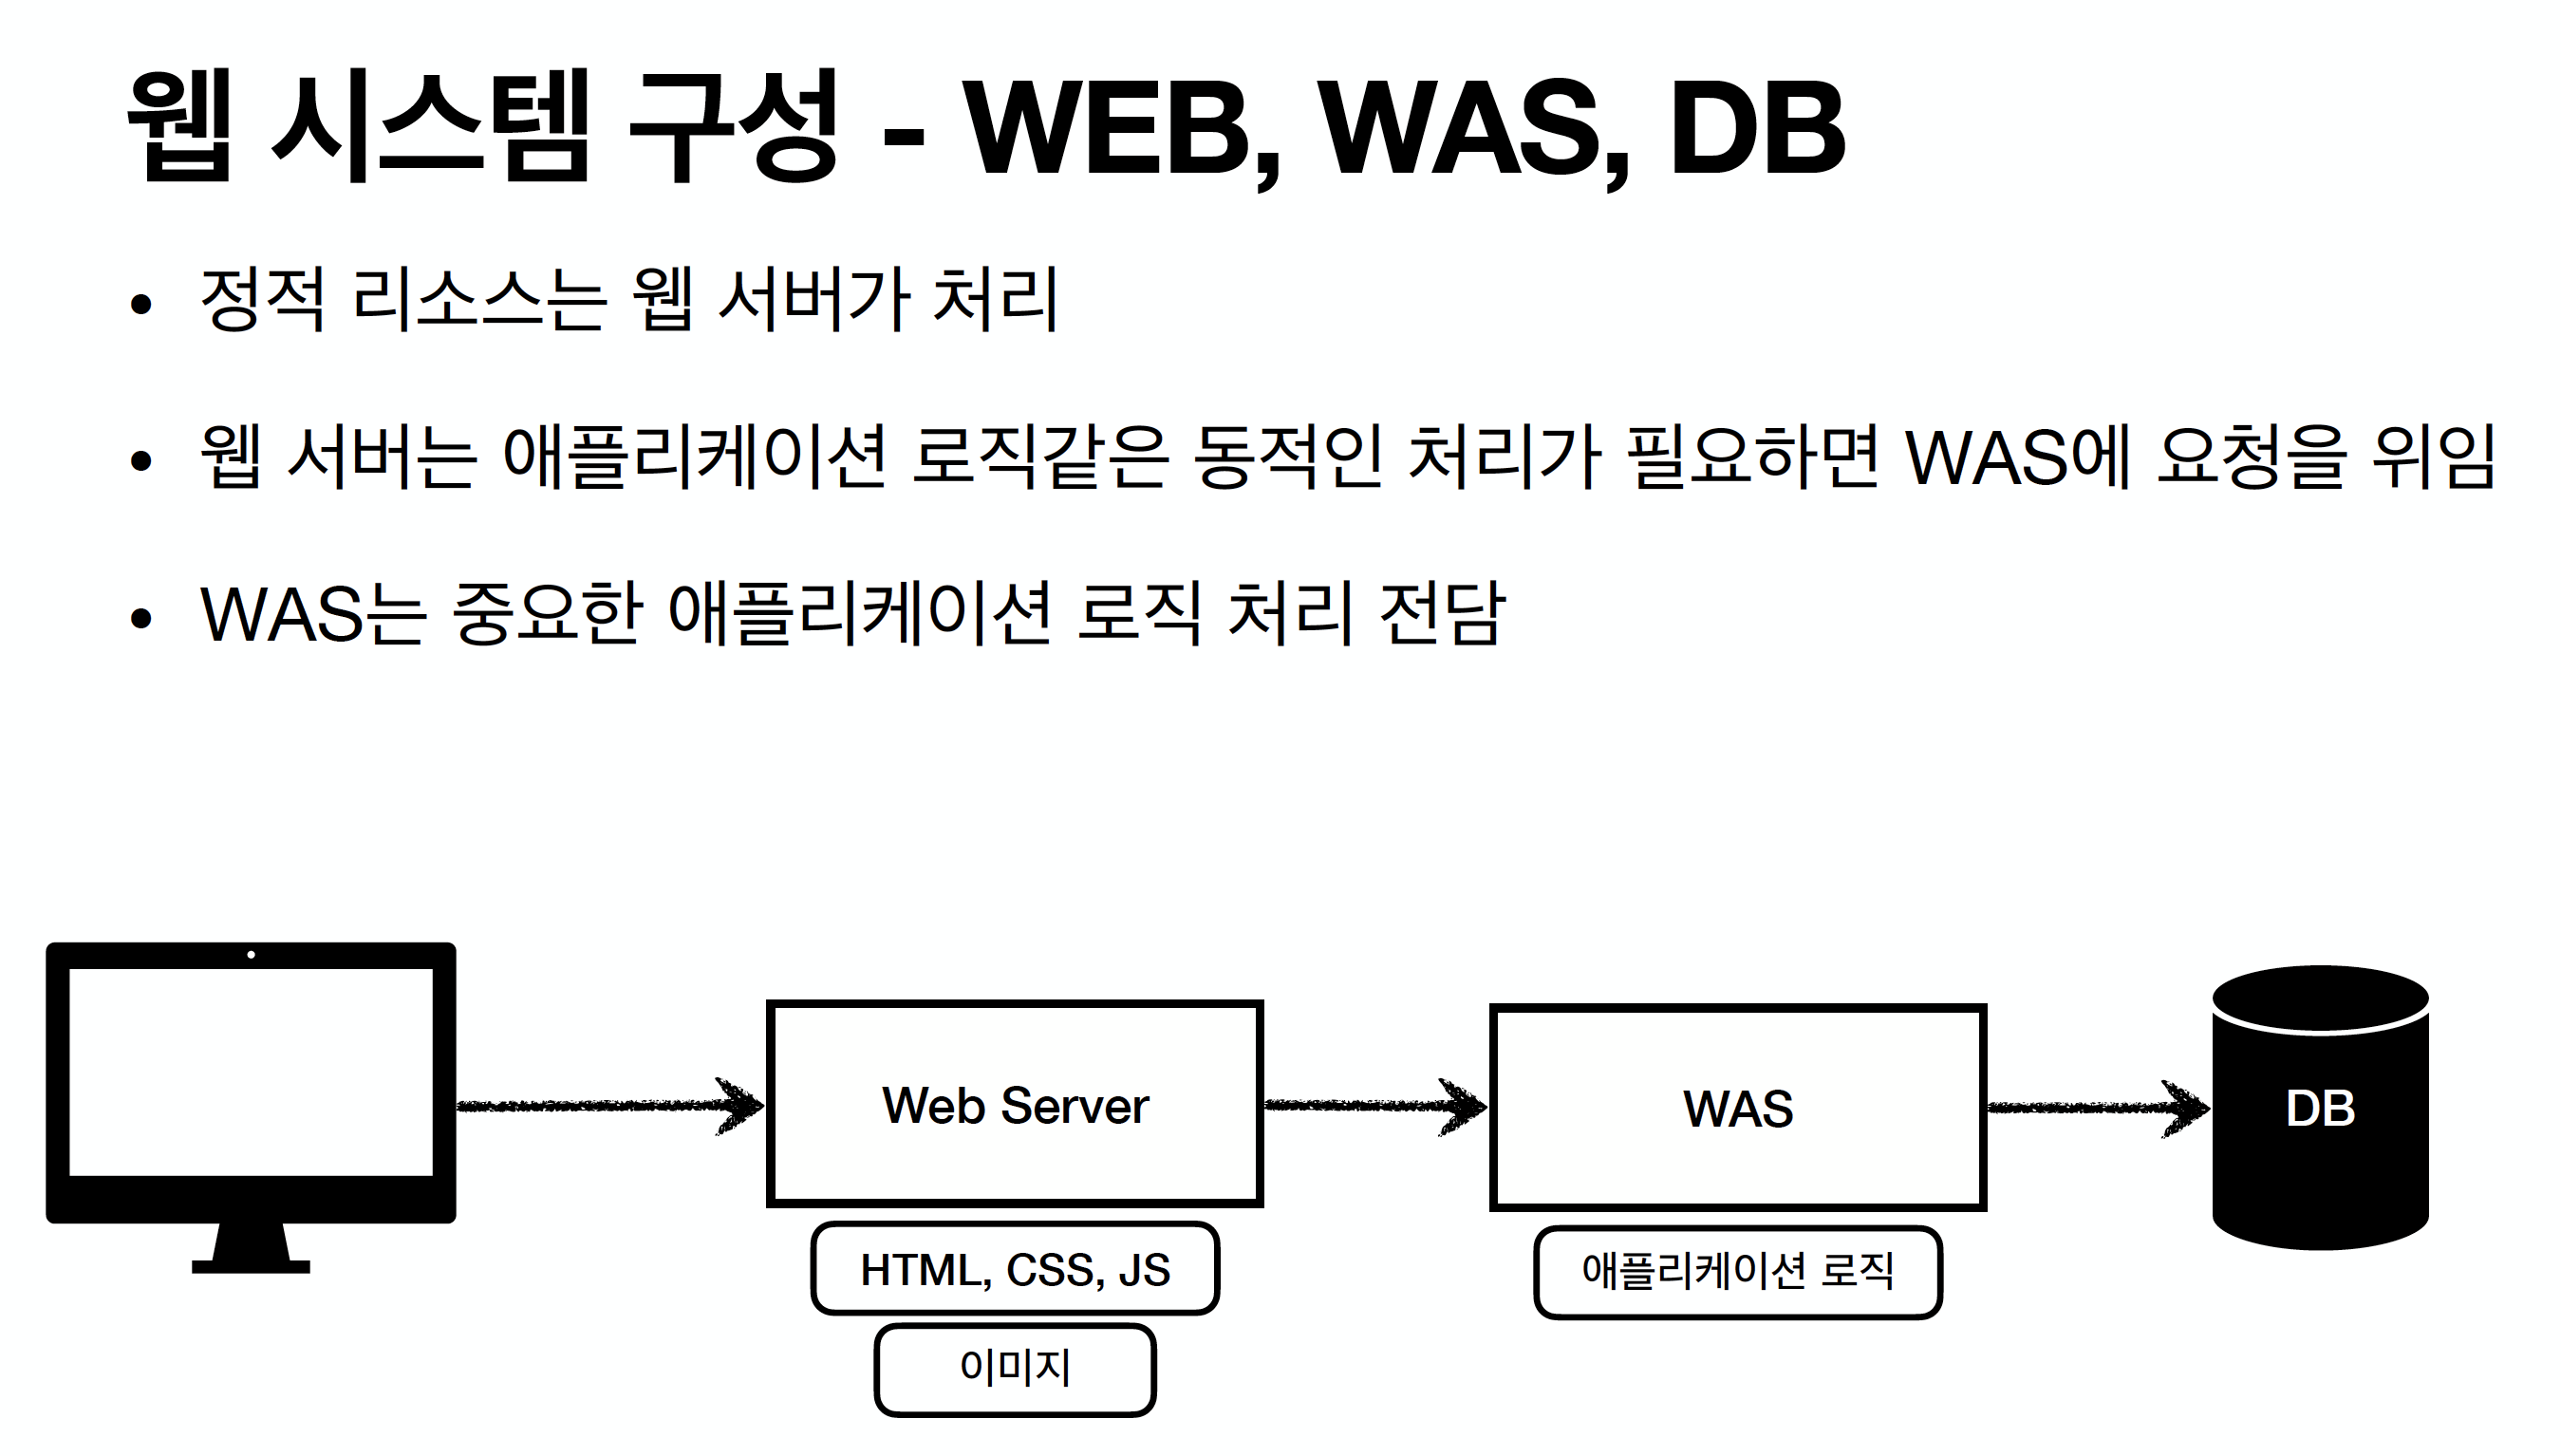 웹 시스템 구성 - WEB, WAS, DB
• 정적 리소스는 웹 서버가 처리
• 웹 서버는 애플리케이션 로직같은 동적인 처리가 필요하면 WAS에 요청을 위임
• WAS는 중요한 애플리케이션 로직 처리 전담
Web Server
WAS
DB
HTML, CSS, JS
애플리케이션 로직
이미지